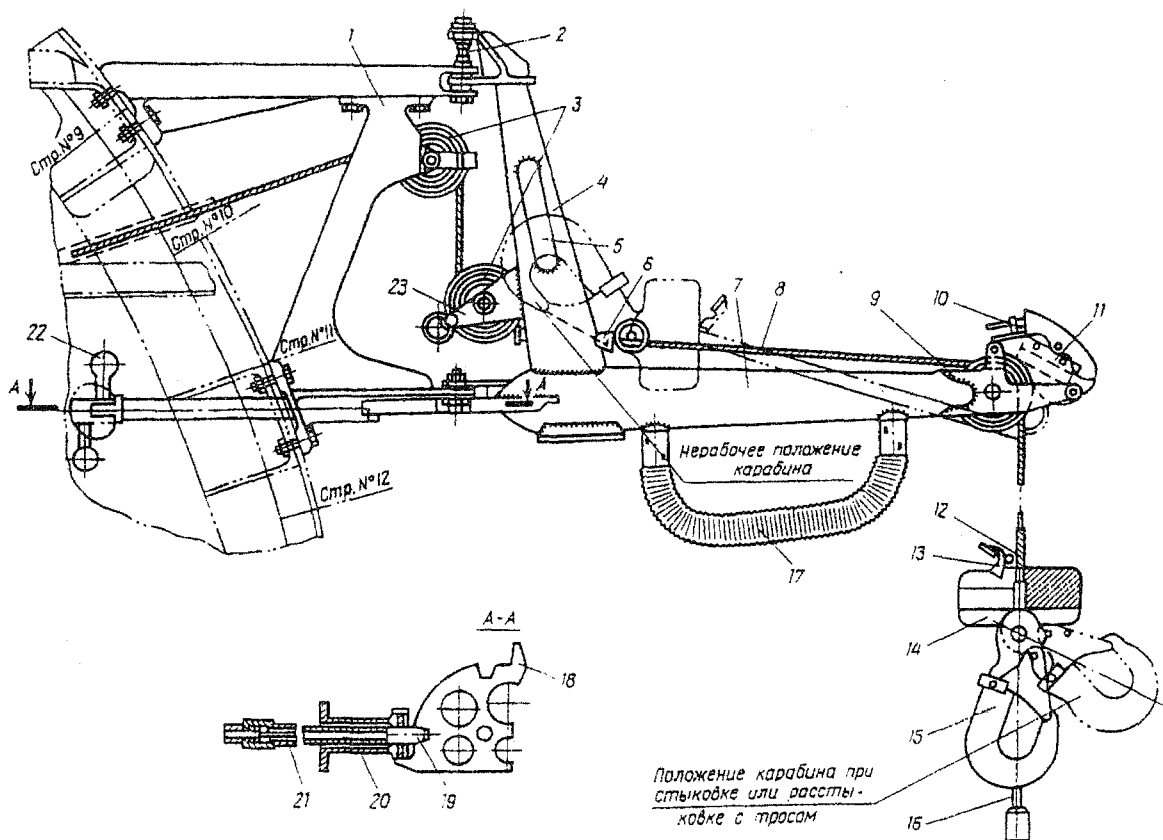 1
2
3
Стр. №9
4
Стр. №10
5
6
7
8
9
10
11
23
22
Стр. №11
А
А
Нерабочее положение
карабина
Стр. №12
12
13
17
А-А
14
18
15
Положение карабина при
стыковке или рассты-
ковке с тросом
21
20
19
16